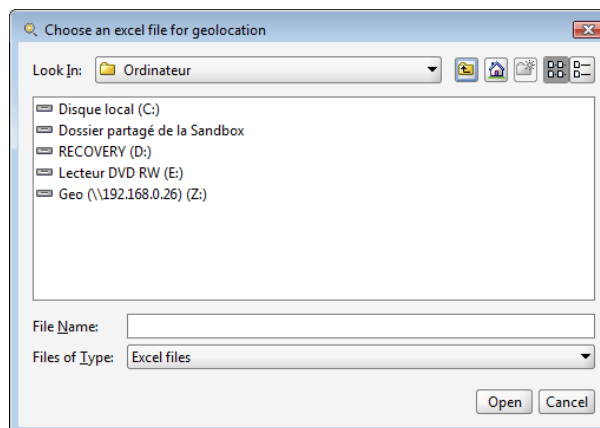 Choose an excel file for geolocation
Look In: Ordinateur
Disque local (C:)
Dossier partagé de la Sandbox
RECOVERY (D:)
Lecteur DVD RW (E:)
Geo (\\192.168.0.26) (Z:)
File Name:
Files of Type: Excel files
Open Cancel